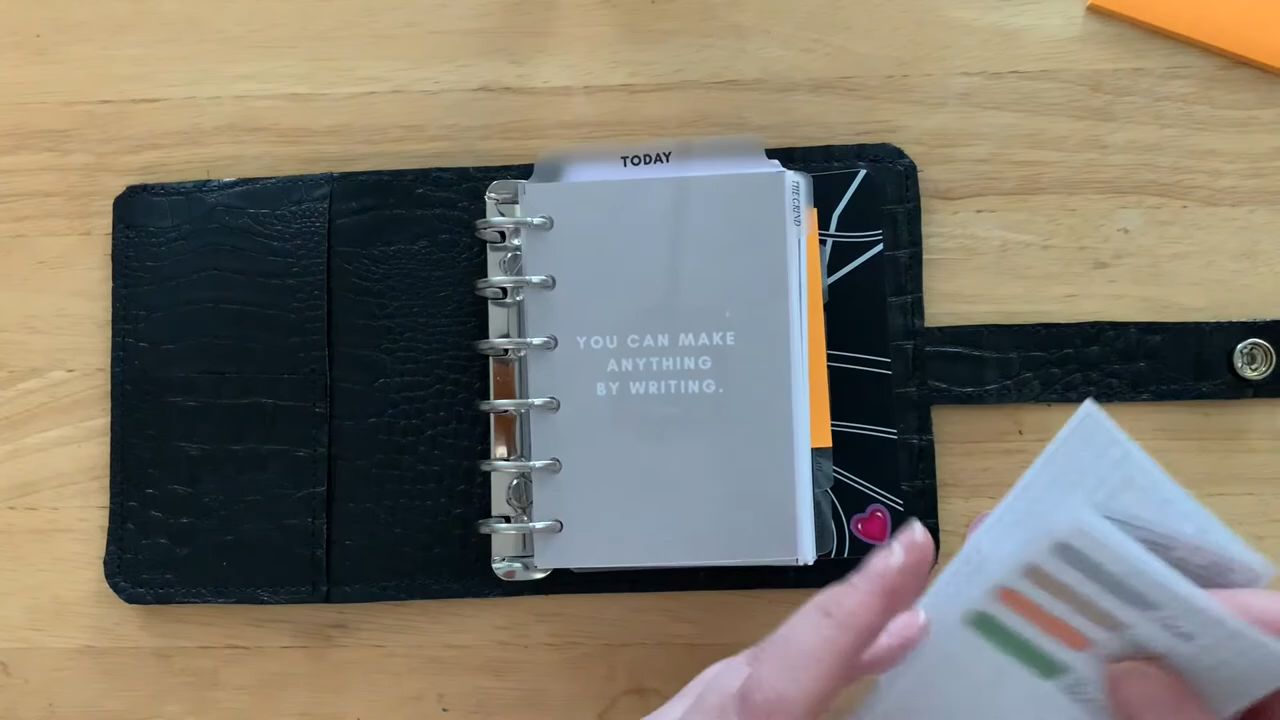 TODAY
THE GRIND
YOU CAN MAKE
ANYTHING
BY WRITING.